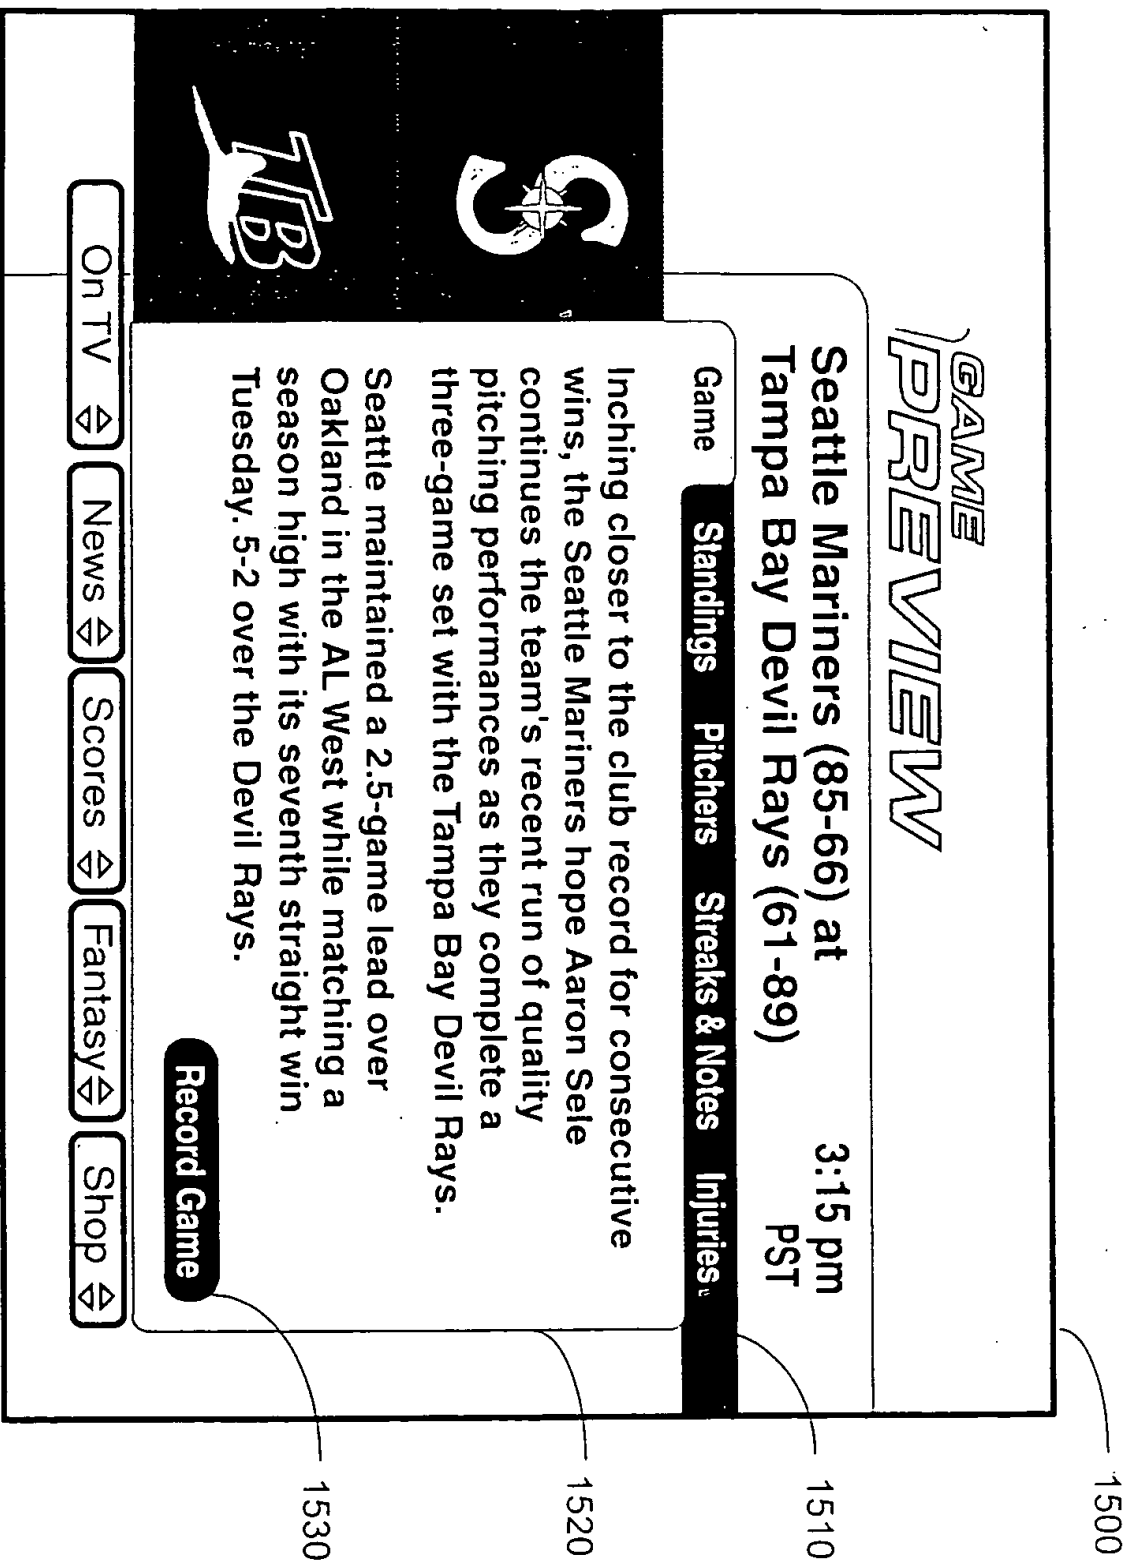 GAME
PREVIEW
Seattle Mariners (85-66) at
Tampa Bay Devil Rays (61-89)
3:15 pm
PST
Game Standings Pitchers Streaks & Notes Injuries
S
TB
Inching closer to the club record for consecutive
wins, the Seattle Mariners hope Aaron Sele
continues the team's recent run of quality
pitching performances as they complete a
three-game set with the Tampa Bay Devil Rays.
Seattle maintained a 2.5-game lead over
Oakland in the AL West while matching a
season high with its seventh straight win
Tuesday. 5-2 over the Devil Rays.
Record Game
On TV News Scores Fantasy Shop
1500
1510
1520
1530